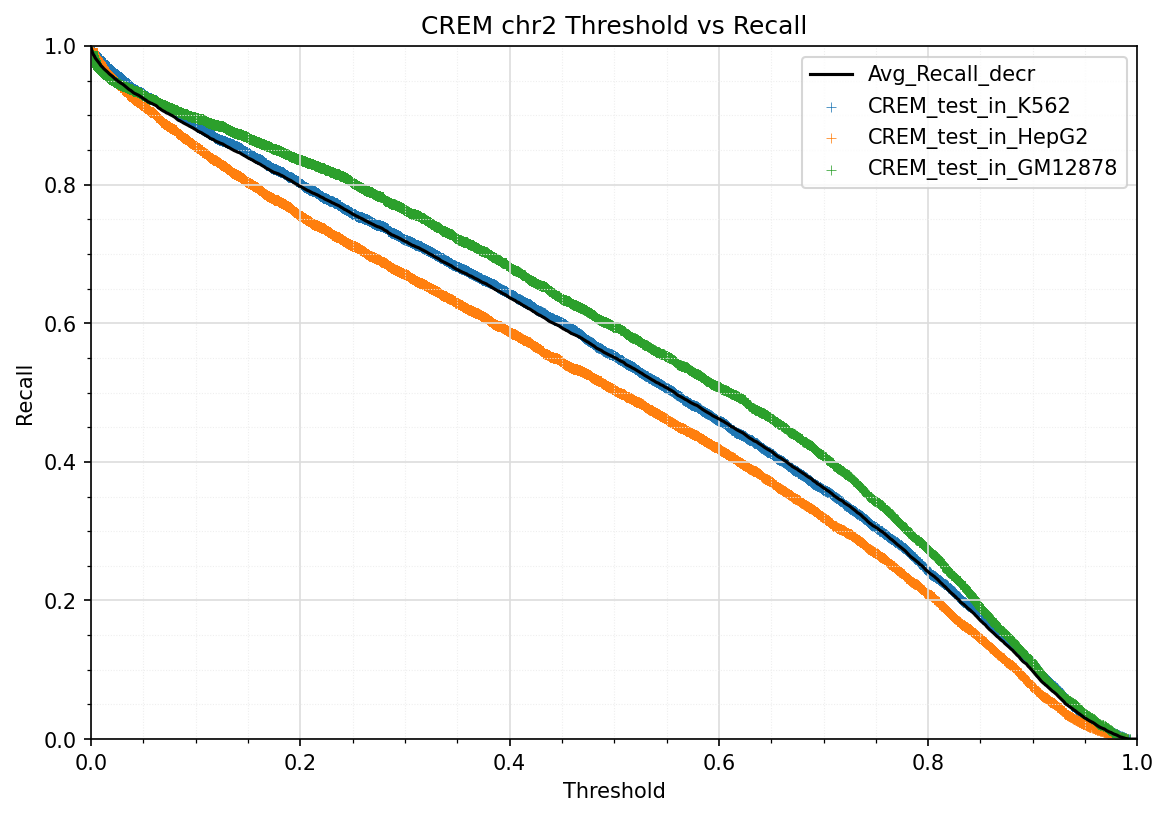 CREM chr2 Threshold vs Recall
Avg_Recall_decr
CREM_test_in_K562
CREM_test_in_HepG2
CREM_test_in_GM12878
1.0
0.8
0.6
0.4
0.2
0.0
Recall
0.0 0.2 0.4 0.6 0.8 1.0
Threshold